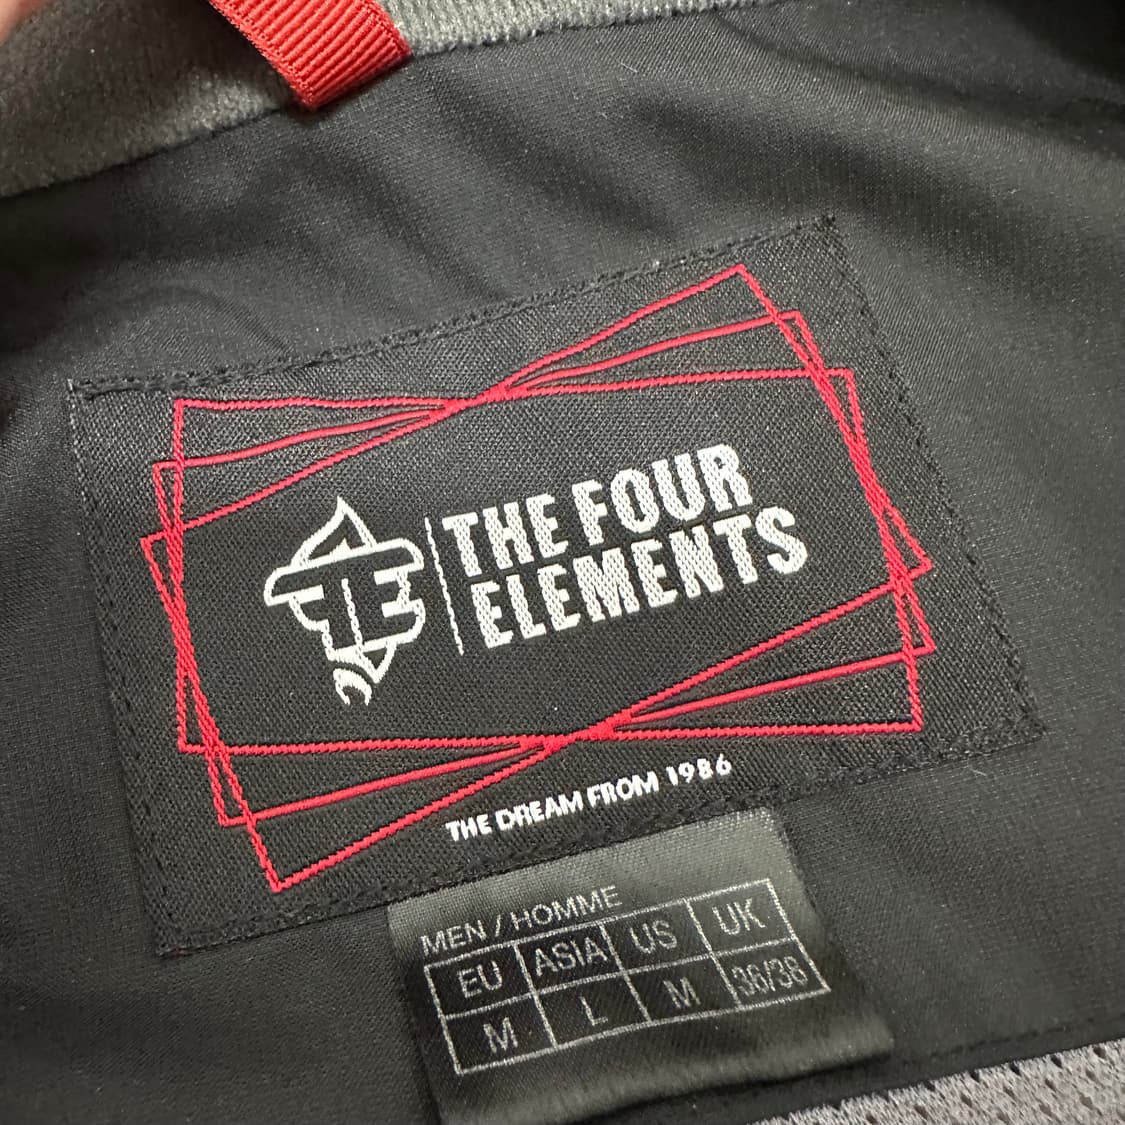 THE FOUR
ELEMENTS
THE DREAM FROM 1986
MEN / HOMME
EU ASIA US UK
M L M 36/38